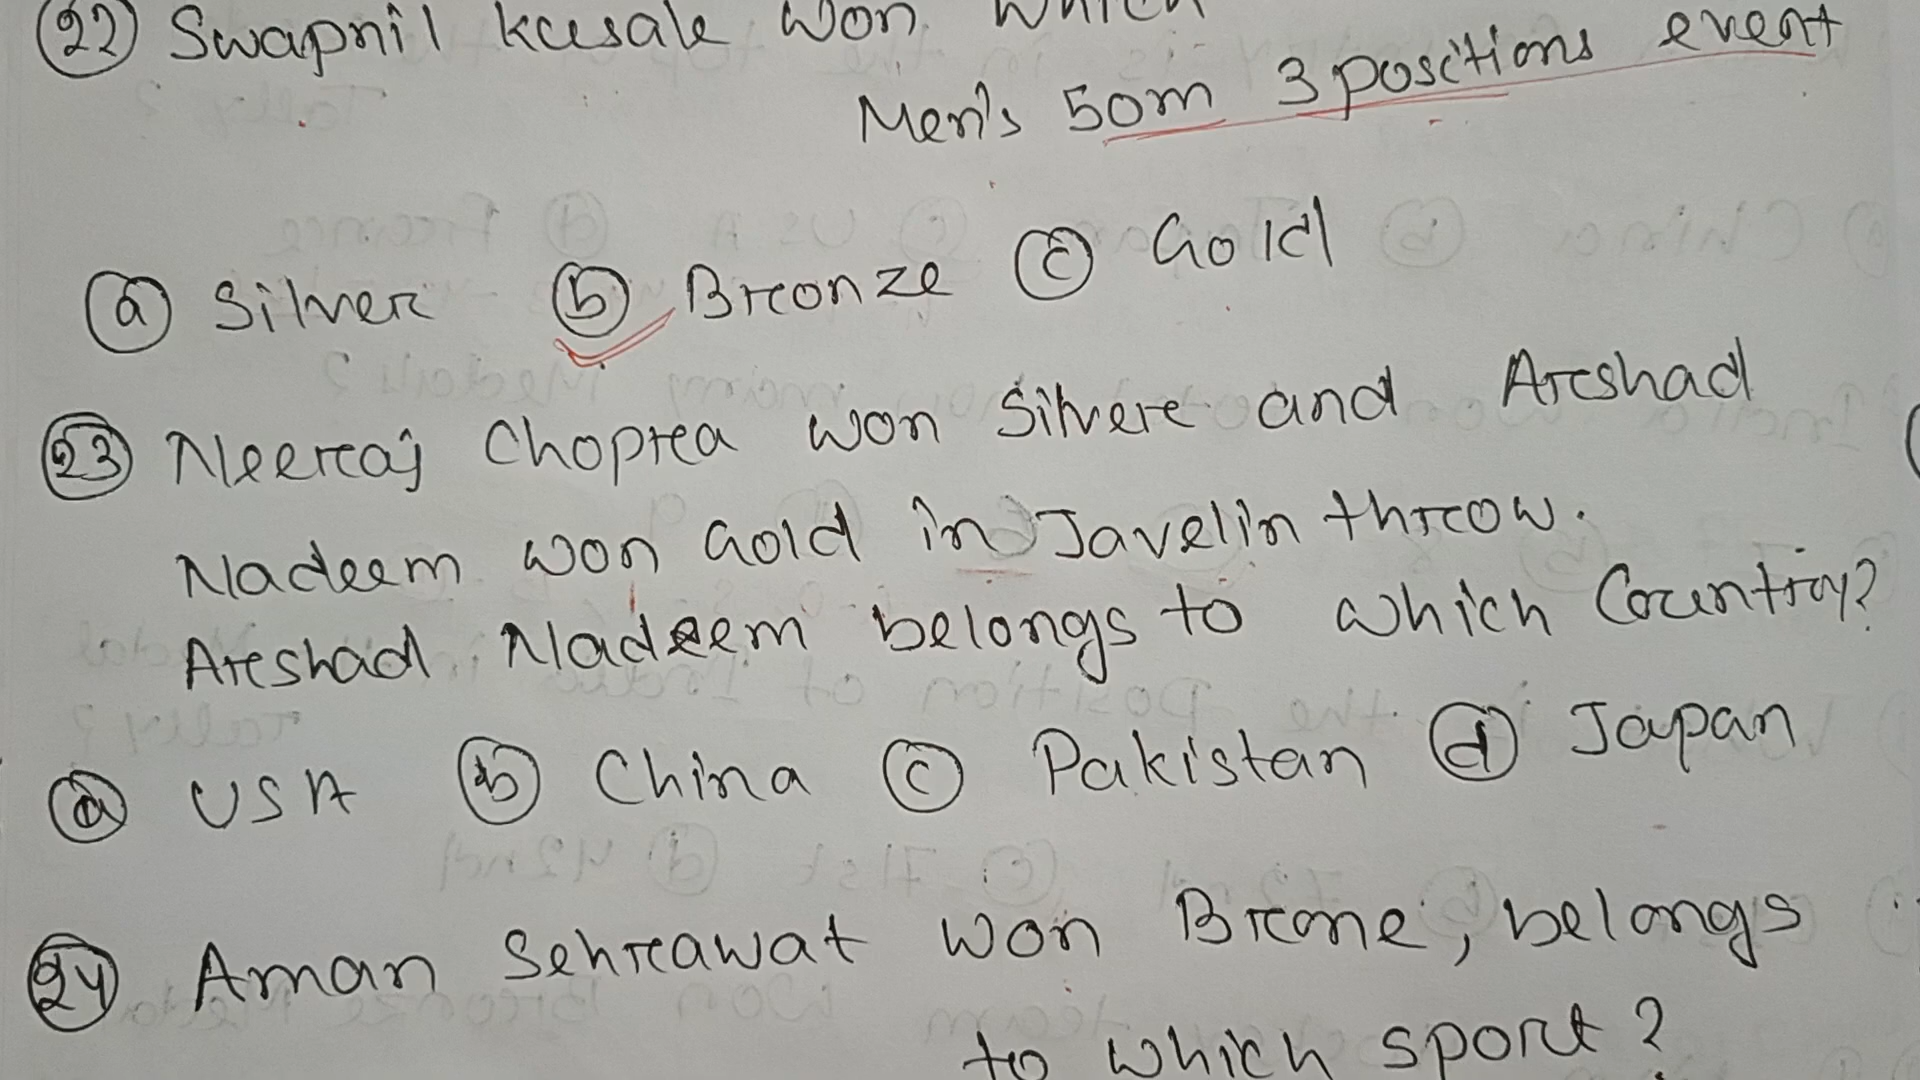 22 Swapnil kusale won which
Men's 50m 3 positions event
a Silver b Bronze c Gold
23 Neeraj Chopra won Silver and Arshad
Nadeem won Gold in Javelin throw.
Arshad Nadeem belongs to which Country?
a USA b China c Pakistan d Japan
24 Aman Sehrawat won Brone, belongs
to which sport?